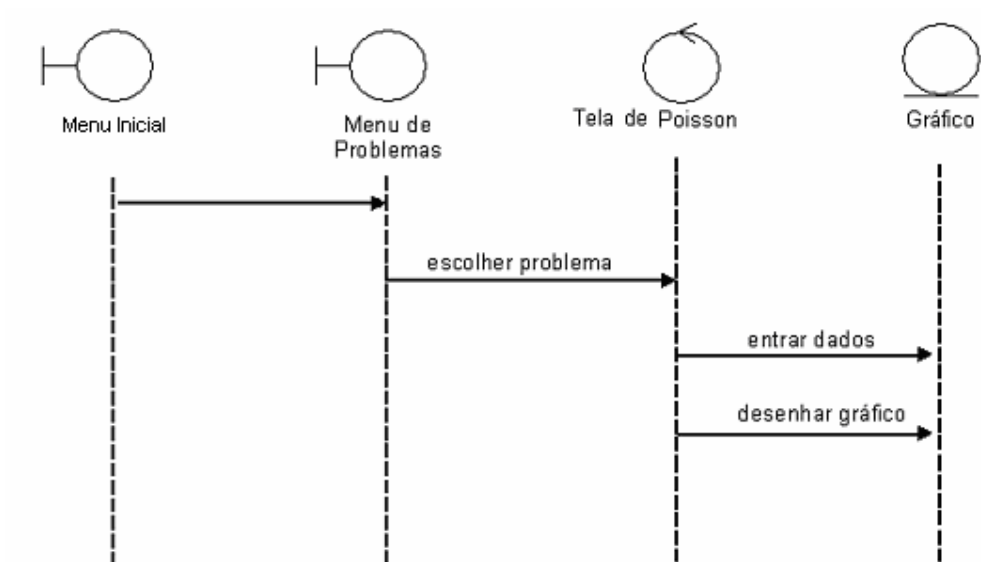 Menu Inicial
Menu de
Problemas
Tela de Poisson
Gráfico
escolher problema
entrar dados
desenhar gráfico